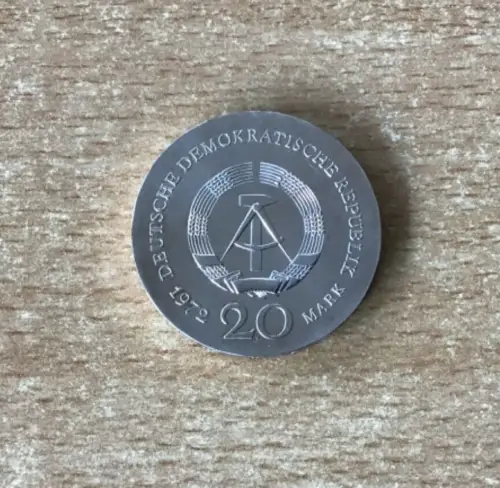 DEUTSCHE DEMOKRATISCHE REPUBLIK
1972 20 MARK